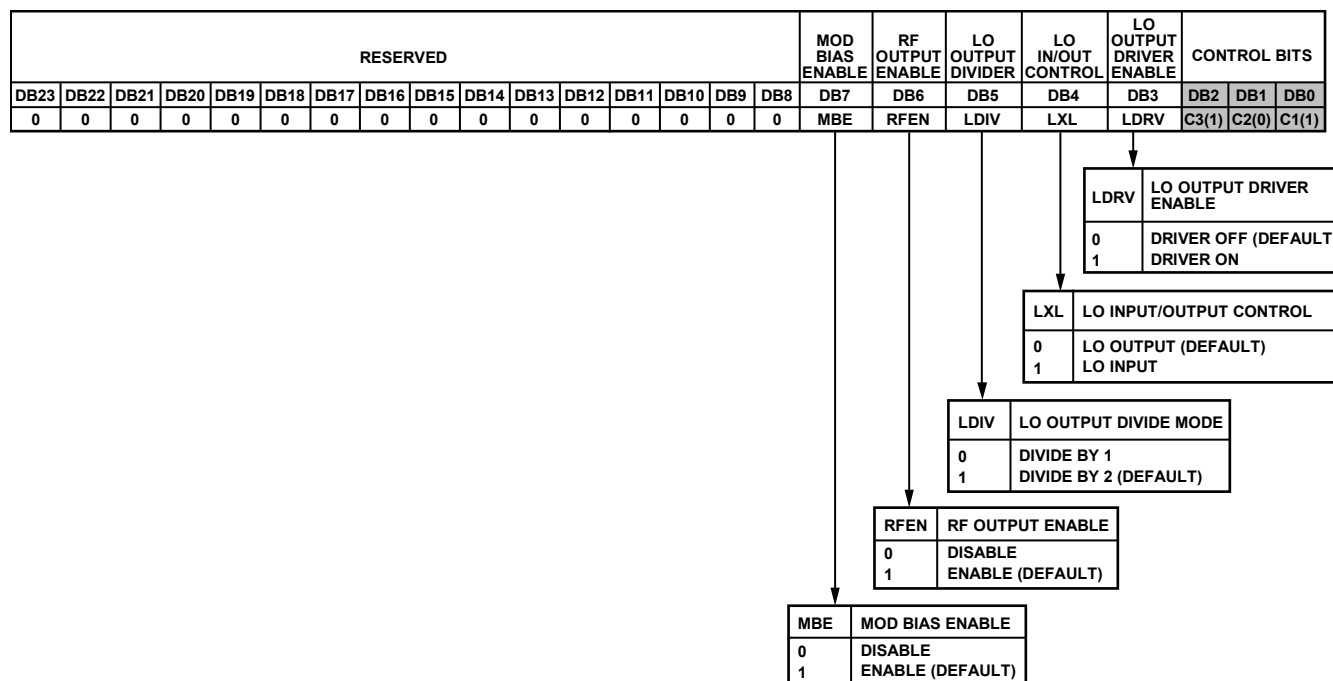 RESERVED
MOD BIAS ENABLE
RF OUTPUT ENABLE
LO OUTPUT DIVIDER
LO IN/OUT CONTROL
LO OUTPUT DRIVER ENABLE
CONTROL BITS
DB23 DB22 DB21 DB20 DB19 DB18 DB17 DB16 DB15 DB14 DB13 DB12 DB11 DB10 DB9 DB8 DB7 DB6 DB5 DB4 DB3 DB2 DB1 DB0
0 0 0 0 0 0 0 0 0 0 0 0 0 0 0 0 MBE RFEN LDIV LXL LDRV C3(1) C2(0) C1(1)
LDRV LO OUTPUT DRIVER
ENABLE
0 DRIVER OFF (DEFAULT)
1 DRIVER ON
LXL LO INPUT/OUTPUT CONTROL
0 LO OUTPUT (DEFAULT)
1 LO INPUT
LDIV LO OUTPUT DIVIDE MODE
0 DIVIDE BY 1
1 DIVIDE BY 2 (DEFAULT)
RFEN RF OUTPUT ENABLE
0 DISABLE
1 ENABLE (DEFAULT)
MBE MOD BIAS ENABLE
0 DISABLE
1 ENABLE (DEFAULT)